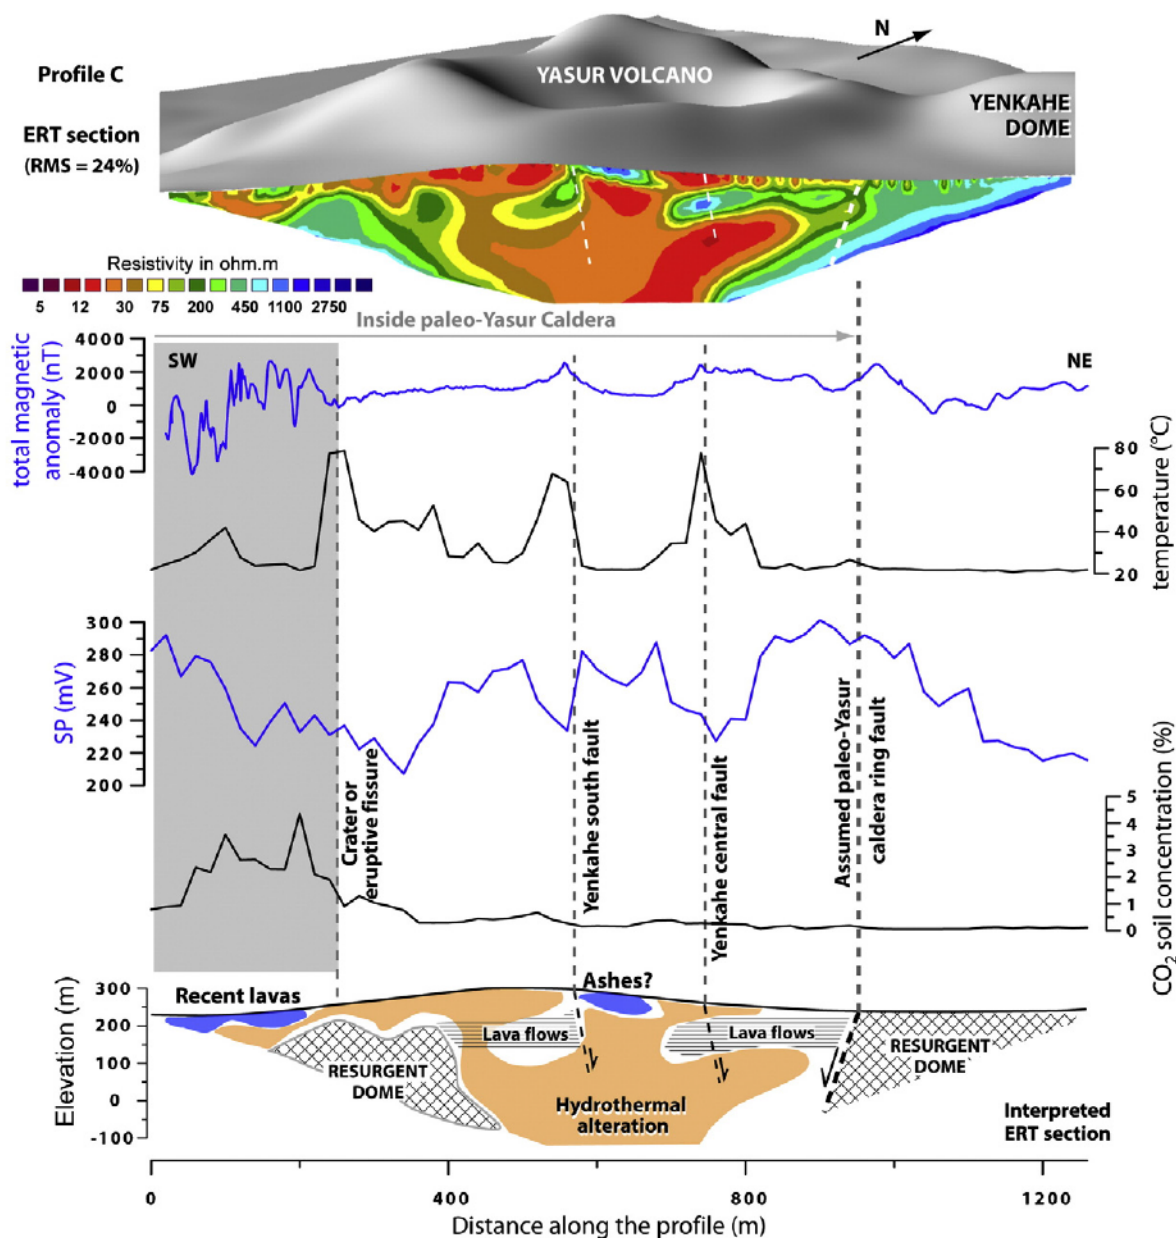 Profile C
ERT section
(RMS = 24%)
YASUR VOLCANO
N
YENKAHE
DOME
Resistivity in ohm.m
5 12 30 75 200 450 1100 2750
Inside paleo-Yasur Caldera
SW
NE
total magnetic
anomaly (nT)
4000
2000
0
-2000
-4000
temperature (°C)
80
60
40
20
SP (mV)
300
280
260
240
220
200
CO2 soil concentration (%)
5
4
3
2
1
0
Crater or
eruptive fissure
Yenkahe south fault
Yenkahe central fault
Assumed paleo-Yasur
caldera ring fault
Elevation (m)
300
200
100
0
-100
Recent lavas
Ashes?
Lava flows
Lava flows
RESURGENT
DOME
RESURGENT
DOME
Hydrothermal
alteration
Interpreted
ERT section
0 400 800 1200
Distance along the profile (m)